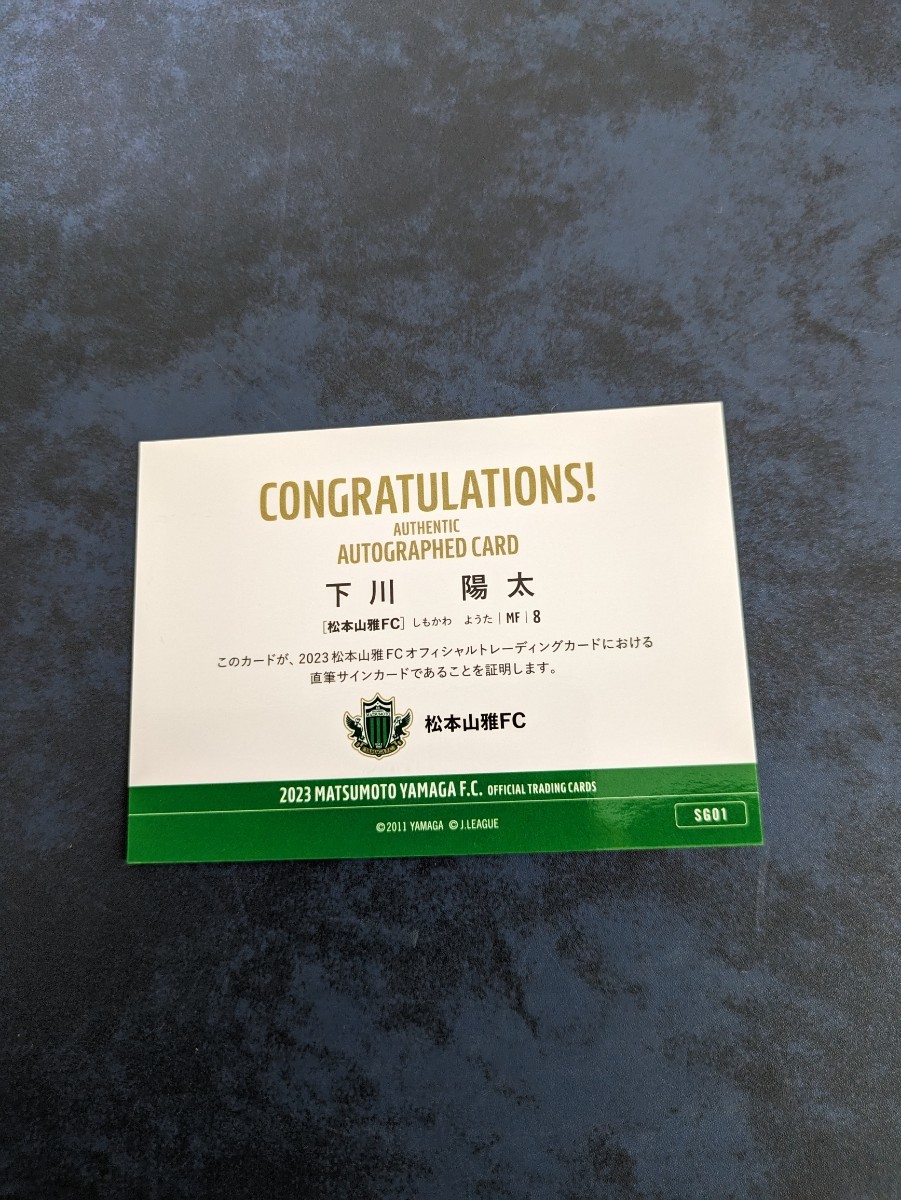 CONGRATULATIONS!
AUTHENTIC
AUTOGRAPHED CARD
下川 陽太
[松本山雅FC] しもかわ ようた | MF | 8
このカードが、2023松本山雅FCオフィシャルトレーディングカードにおける
直筆サインカードであることを証明します。
松本山雅FC
2023 MATSUMOTO YAMAGA F.C. OFFICIAL TRADING CARDS
SG01
©2011 YAMAGA ©J.LEAGUE